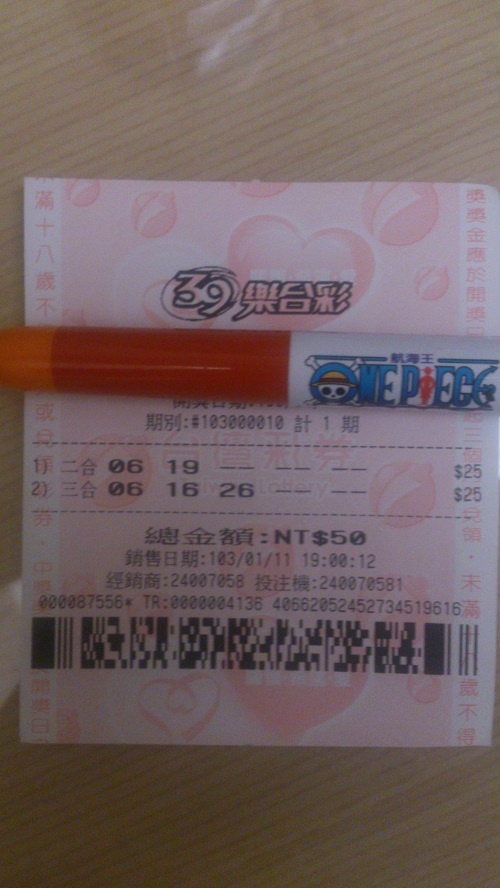 39樂合彩
航海王
ONE PIECE
期別:#103000010 計 1 期
1) 二合 06 19 -- -- -- $25
2) 三合 06 16 26 -- -- $25
總金額:NT$50
銷售日期:103/01/11 19:00:12
經銷商:24007058 投注機:240070581
000087556* TR:0000004136 40662052452734519616